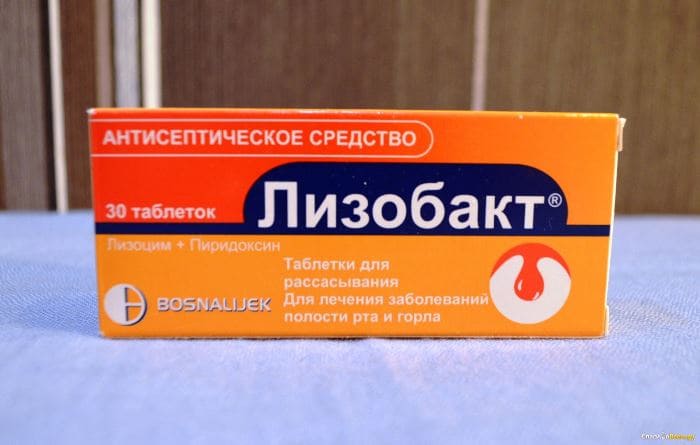 АНТИСЕПТИЧЕСКОЕ СРЕДСТВО
30 таблеток
Лизобакт®
Лизоцим + Пиридоксин
Таблетки для
рассасывания
Для лечения заболеваний
полости рта и горла
BOSNALIJEK